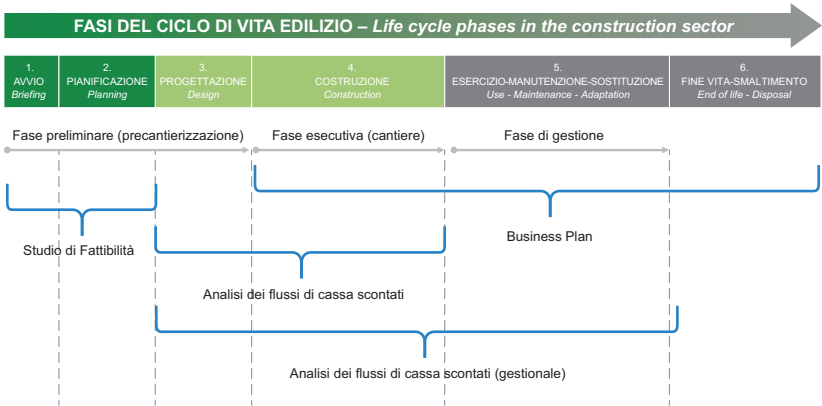 FASI DEL CICLO DI VITA EDILIZIO – Life cycle phases in the construction sector
1.
AVVIO
Briefing
2.
PIANIFICAZIONE
Planning
3.
PROGETTAZIONE
Design
4.
COSTRUZIONE
Construction
5.
ESERCIZIO-MANUTENZIONE-SOSTITUZIONE
Use - Maintenance - Adaptation
6.
FINE VITA-SMALTIMENTO
End of life - Disposal
Fase preliminare (precantierizzazione)
Fase esecutiva (cantiere)
Fase di gestione
Studio di Fattibilità
Business Plan
Analisi dei flussi di cassa scontati
Analisi dei flussi di cassa scontati (gestionale)